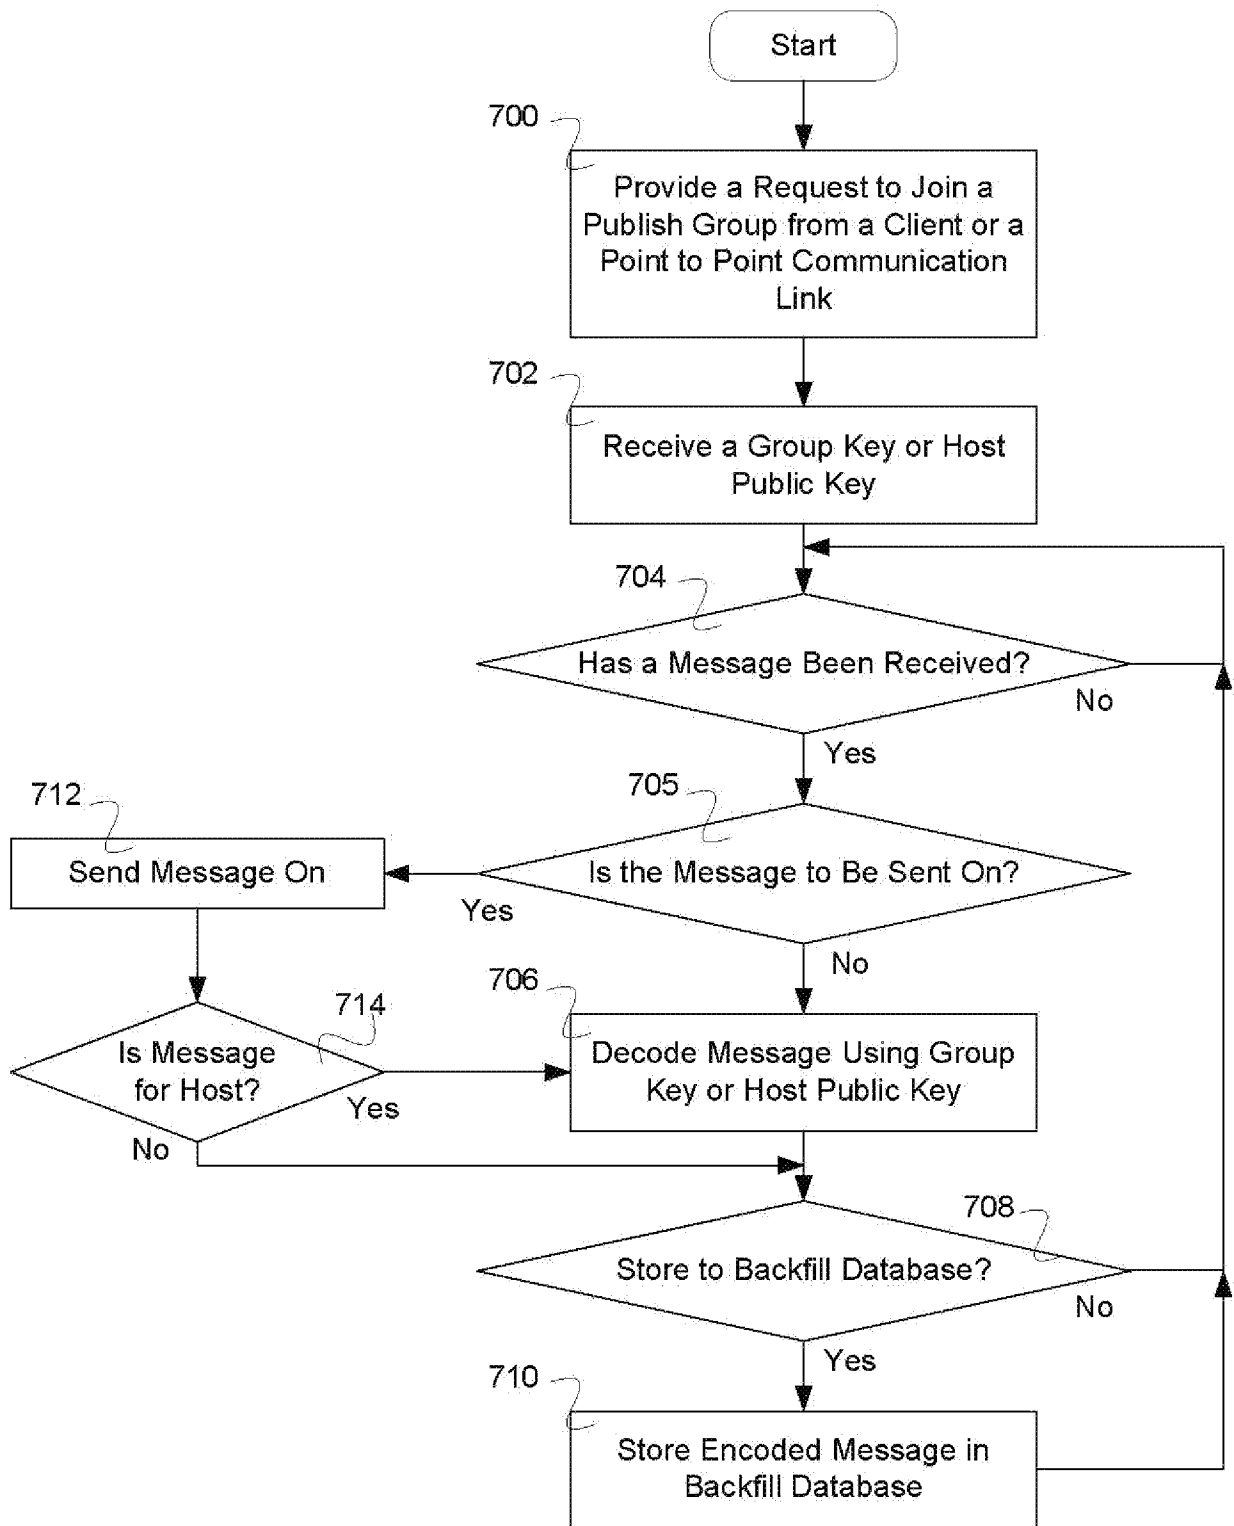 Start
700
Provide a Request to Join a
Publish Group from a Client or a
Point to Point Communication
Link
702
Receive a Group Key or Host
Public Key
704
Has a Message Been Received?
No
Yes
705
712
Is the Message to Be Sent On?
Send Message On
Yes
No
706
714
Is Message
for Host?
Yes
No
Decode Message Using Group
Key or Host Public Key
708
Store to Backfill Database?
No
Yes
710
Store Encoded Message in
Backfill Database